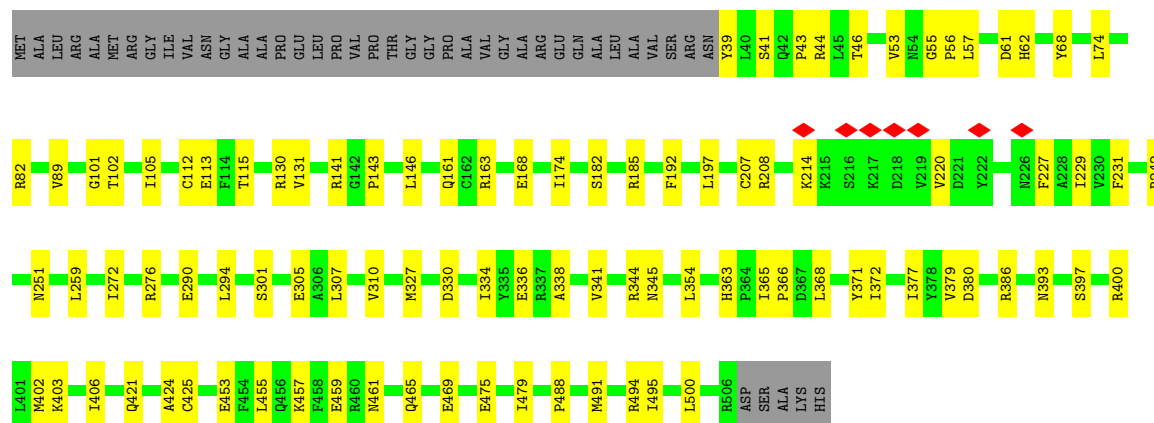 MET ALA LEU ARG ALA MET ARG GLY ILE VAL ASN GLY ALA ALA PRO GLU LEU PRO VAL PRO THR GLY GLY PRO ALA VAL GLY ALA ARG GLU GLN ALA LEU ALA VAL SER ARG ASN Y39 L40 S41 Q42 P43 R44 L45 T46 V53 N54 G55 P56 L57 D61 H62 Y68 L74
R82 V89 G101 T102 I105 C112 E113 F114 T115 R130 V131 R141 G142 P143 L146 Q161 C162 R163 E168 I174 S182 R185 F192 L197 C207 R208 K214 K215 S216 K217 D218 V219 V220 D221 Y222 N226 F227 A228 I229 V230 F231
N251 L259 I272 R276 E290 L294 S301 E305 A306 L307 V310 M327 D330 I334 Y335 E336 R337 A338 V341 R344 N345 L354 H363 P364 I365 P366 D367 L368 Y371 I372 I377 Y378 V379 D380 R386 N393 S397 R400
L401 M402 K403 I406 Q421 A424 C425 E453 F454 L455 Q456 K457 F458 E459 R460 N461 Q465 E469 E475 I479 P488 M491 R494 I495 L500 R506 ASP SER ALA LYS HIS